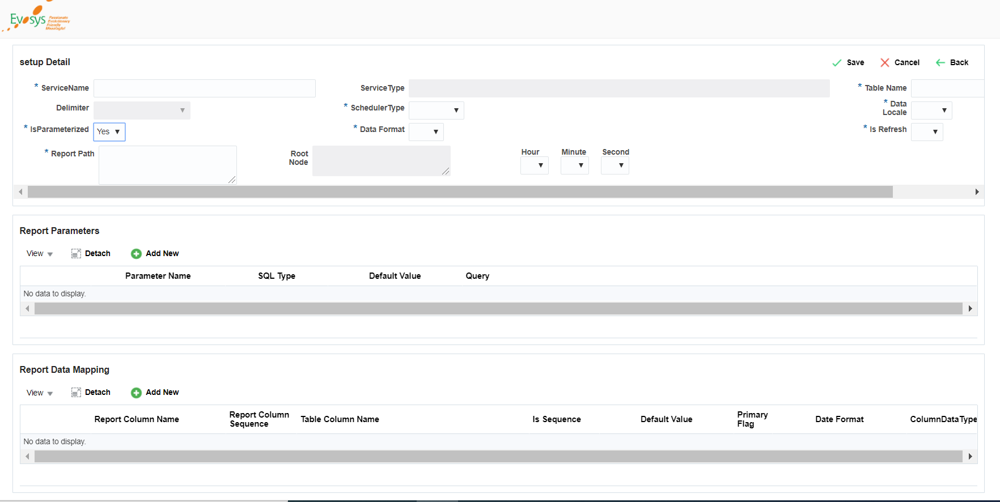 Evosys
Passionate
Evolutionary
Friendly
Meaningful
setup Detail
Save
Cancel
Back
* ServiceName
ServiceType
* Table Name
Delimiter
* SchedulerType
* Data
Locale
* IsParameterized
Yes
* Data Format
* Is Refresh
* Report Path
Root
Node
Hour
Minute
Second
Report Parameters
View
Detach
Add New
Parameter Name
SQL Type
Default Value
Query
No data to display.
Report Data Mapping
View
Detach
Add New
Report Column Name
Report Column
Sequence
Table Column Name
Is Sequence
Default Value
Primary
Flag
Date Format
ColumnDataType
No data to display.